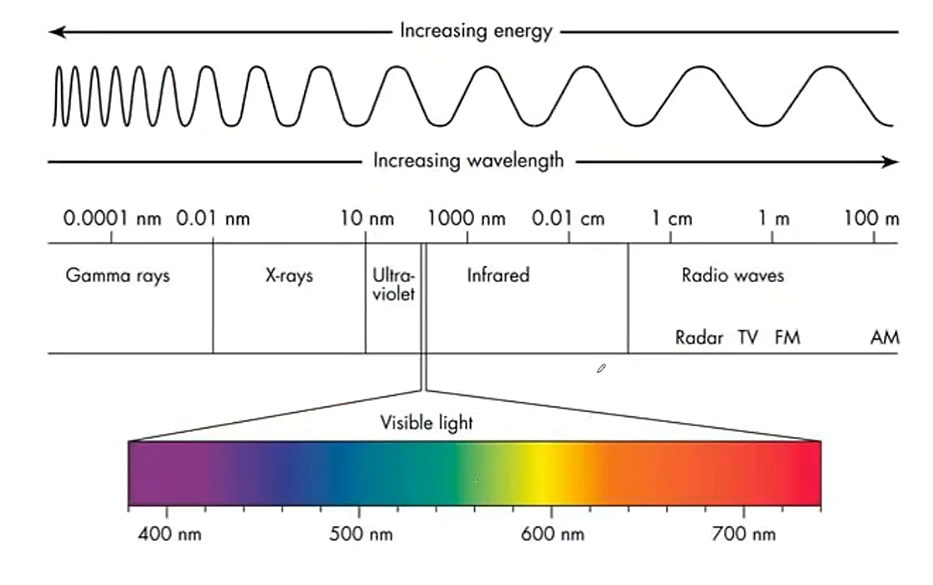 Increasing energy
Increasing wavelength
0.0001 nm 0.01 nm 10 nm 1000 nm 0.01 cm 1 cm 1 m 100 m
Gamma rays X-rays Ultra-
violet Infrared Radio waves
Radar TV FM AM
Visible light
400 nm 500 nm 600 nm 700 nm